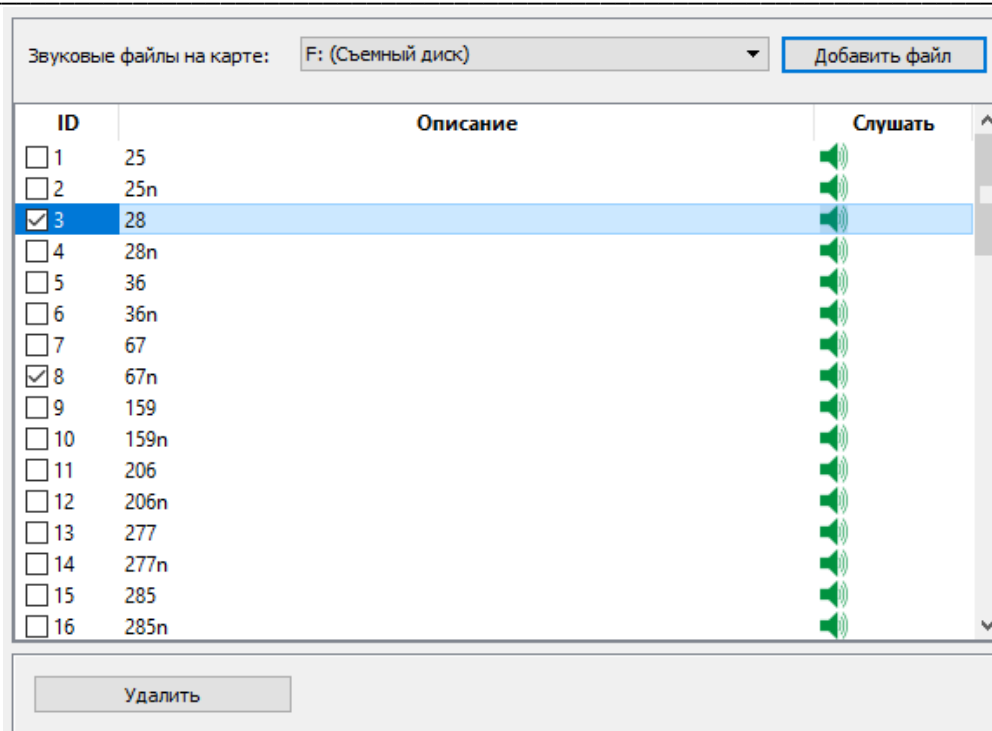 Звуковые файлы на карте: F: (Съемный диск) Добавить файл
ID Описание Слушать
1 25
2 25n
3 28
4 28n
5 36
6 36n
7 67
8 67n
9 159
10 159n
11 206
12 206n
13 277
14 277n
15 285
16 285n
Удалить